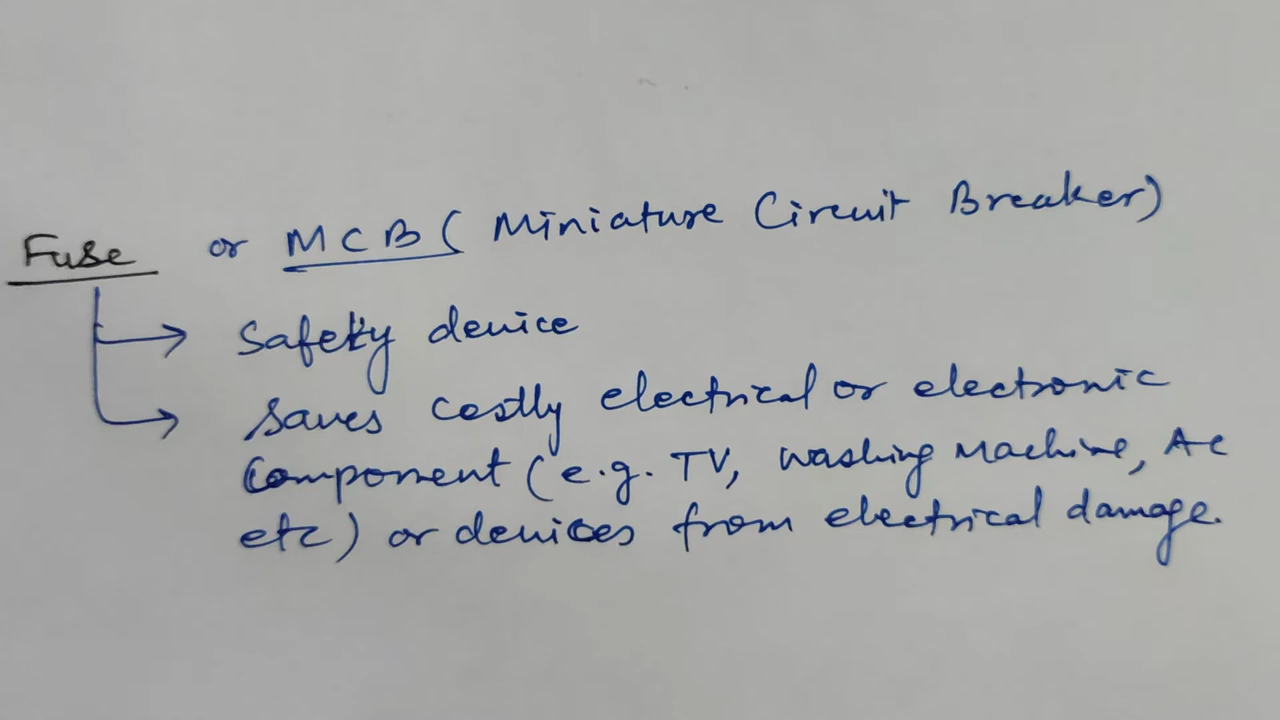 Fuse or MCB ( Miniature Circuit Breaker)
Safety device
Saves costly electrical or electronic
Component (e.g. TV, washing Machine, AC
etc) or devices from electrical damage.